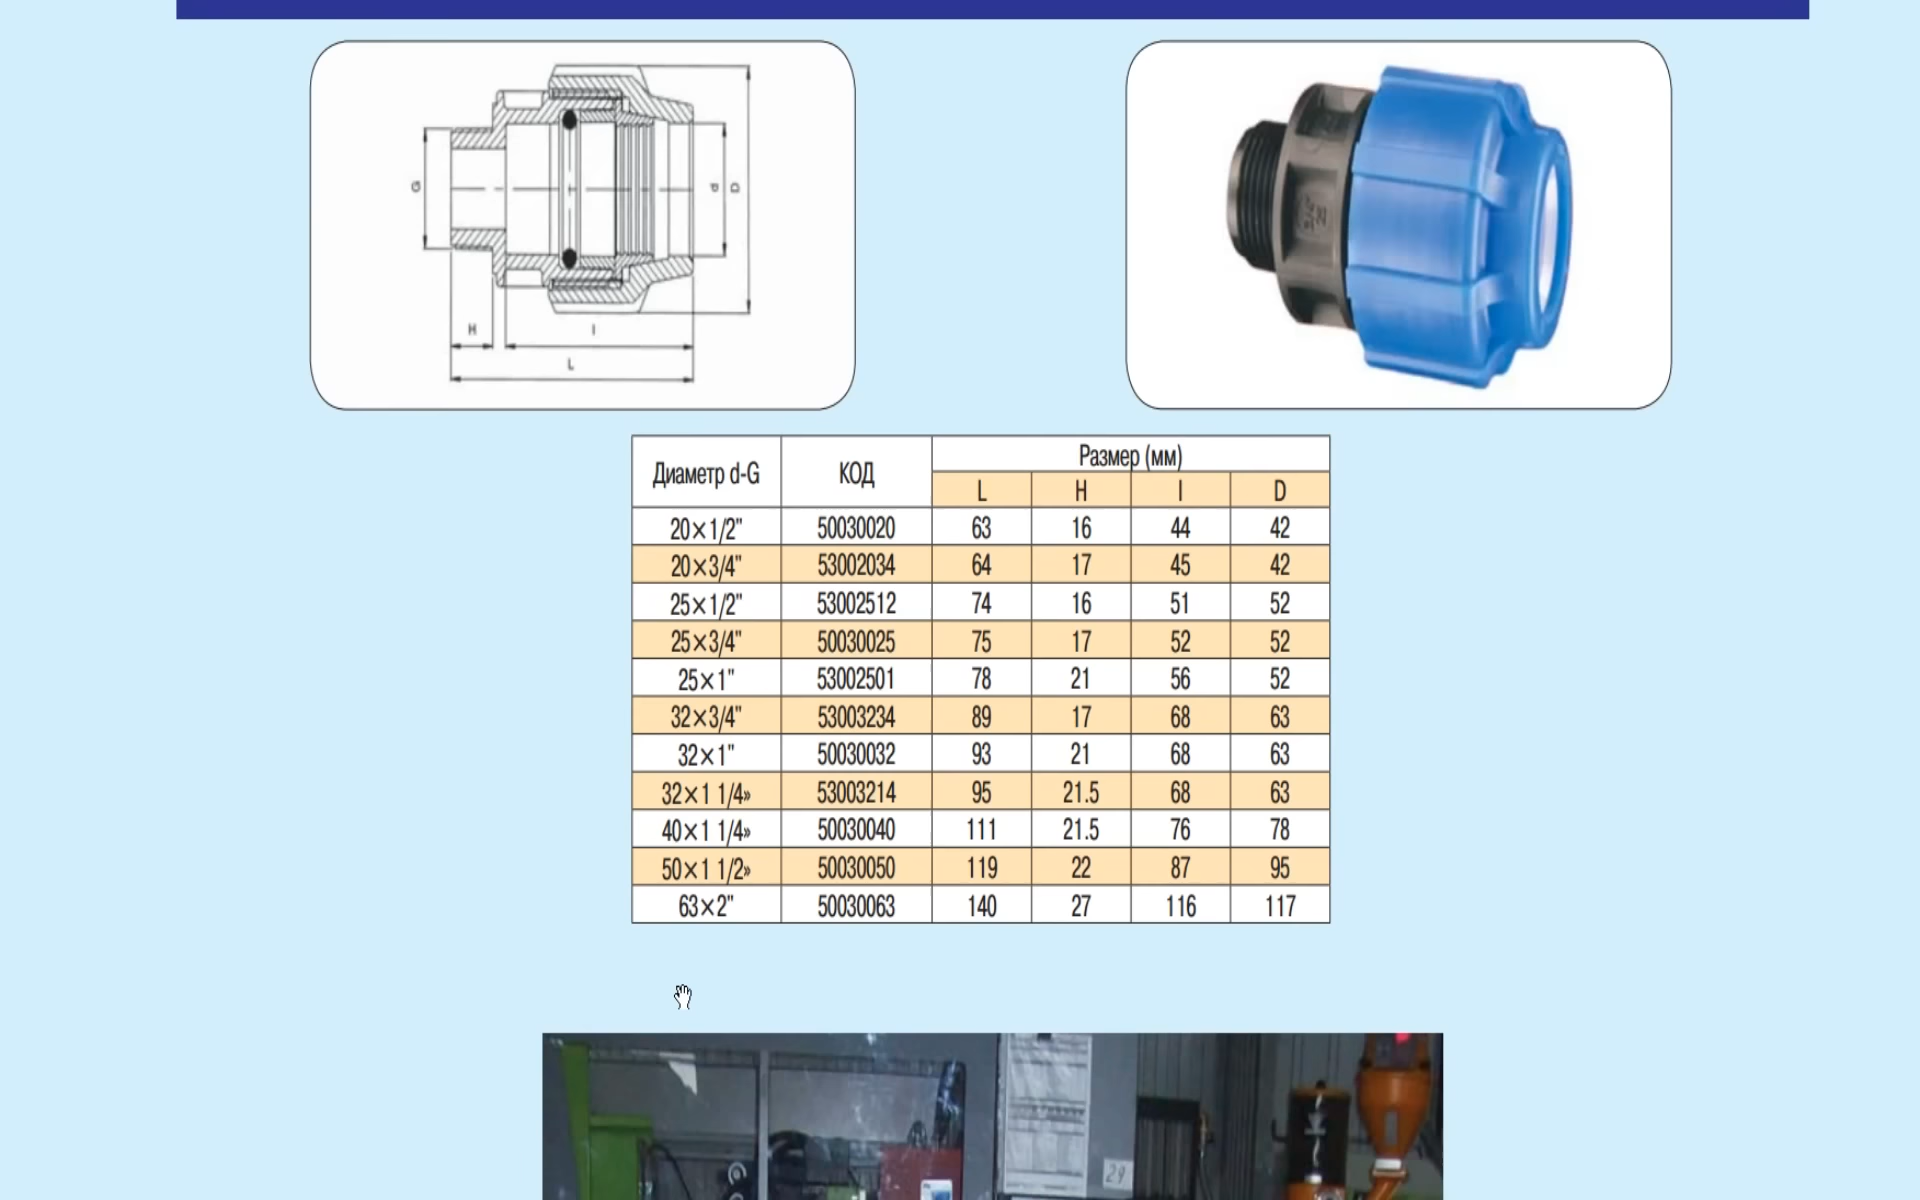 G
d
D
H
I
L
Диаметр d-G КОД Размер (мм)
L H I D
20×1/2" 50030020 63 16 44 42
20×3/4" 53002034 64 17 45 42
25×1/2" 53002512 74 16 51 52
25×3/4" 50030025 75 17 52 52
25×1" 53002501 78 21 56 52
32×3/4" 53003234 89 17 68 63
32×1" 50030032 93 21 68 63
32×1 1/4» 53003214 95 21.5 68 63
40×1 1/4» 50030040 111 21.5 76 78
50×1 1/2» 50030050 119 22 87 95
63×2" 50030063 140 27 116 117
29